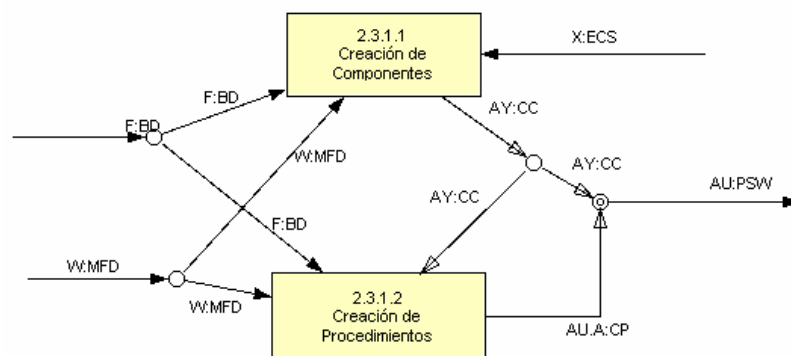 2.3.1.1
Creación de
Componentes
X:ECS
F:BD
AY:CC
F:BD
W:MFD
AY:CC
AU:PSW
AY:CC
F:BD
W:MFD
2.3.1.2
Creación de
Procedimientos
W:MFD
AU.A:CP